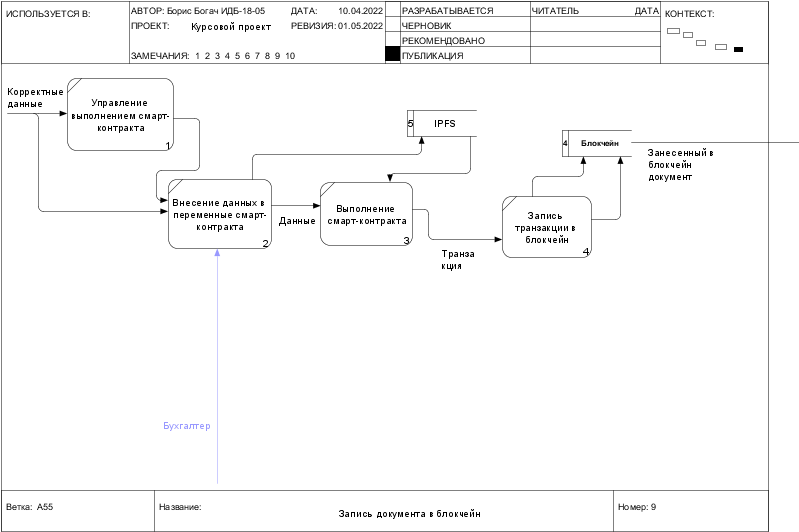 ИСПОЛЬЗУЕТСЯ В:
АВТОР: Борис Богач ИДБ-18-05
ДАТА: 10.04.2022
ПРОЕКТ: Курсовой проект
РЕВИЗИЯ: 01.05.2022
ЗАМЕЧАНИЯ: 1 2 3 4 5 6 7 8 9 10
РАЗРАБАТЫВАЕТСЯ
ЧЕРНОВИК
РЕКОМЕНДОВАНО
ПУБЛИКАЦИЯ
ЧИТАТЕЛЬ
ДАТА
КОНТЕКСТ:
Корректные
данные
Управление
выполнением смарт-
контракта
1
5
IPFS
4
Блокчейн
Занесенный в
блокчейн
документ
Внесение данных в
переменные смарт-
контракта
2
Данные
Выполнение
смарт-контракта
3
Транза
кция
Запись
транзакции в
блокчейн
4
Бухгалтер
Ветка: A55
Название:
Запись документа в блокчейн
Номер: 9